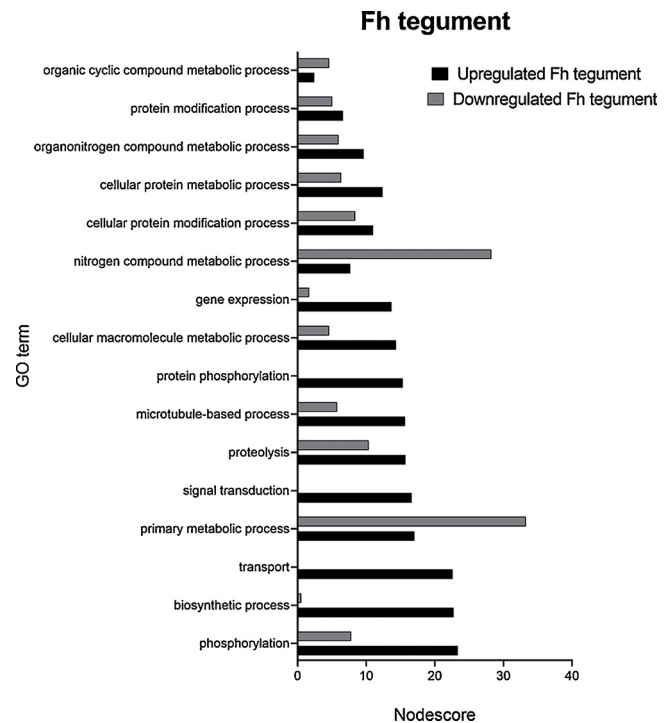 Fh tegument
Upregulated Fh tegument
Downregulated Fh tegument
organic cyclic compound metabolic process
protein modification process
organonitrogen compound metabolic process
cellular protein metabolic process
cellular protein modification process
nitrogen compound metabolic process
gene expression
cellular macromolecule metabolic process
protein phosphorylation
microtubule-based process
proteolysis
signal transduction
primary metabolic process
transport
biosynthetic process
phosphorylation
GO term
0 10 20 30 40
Nodescore